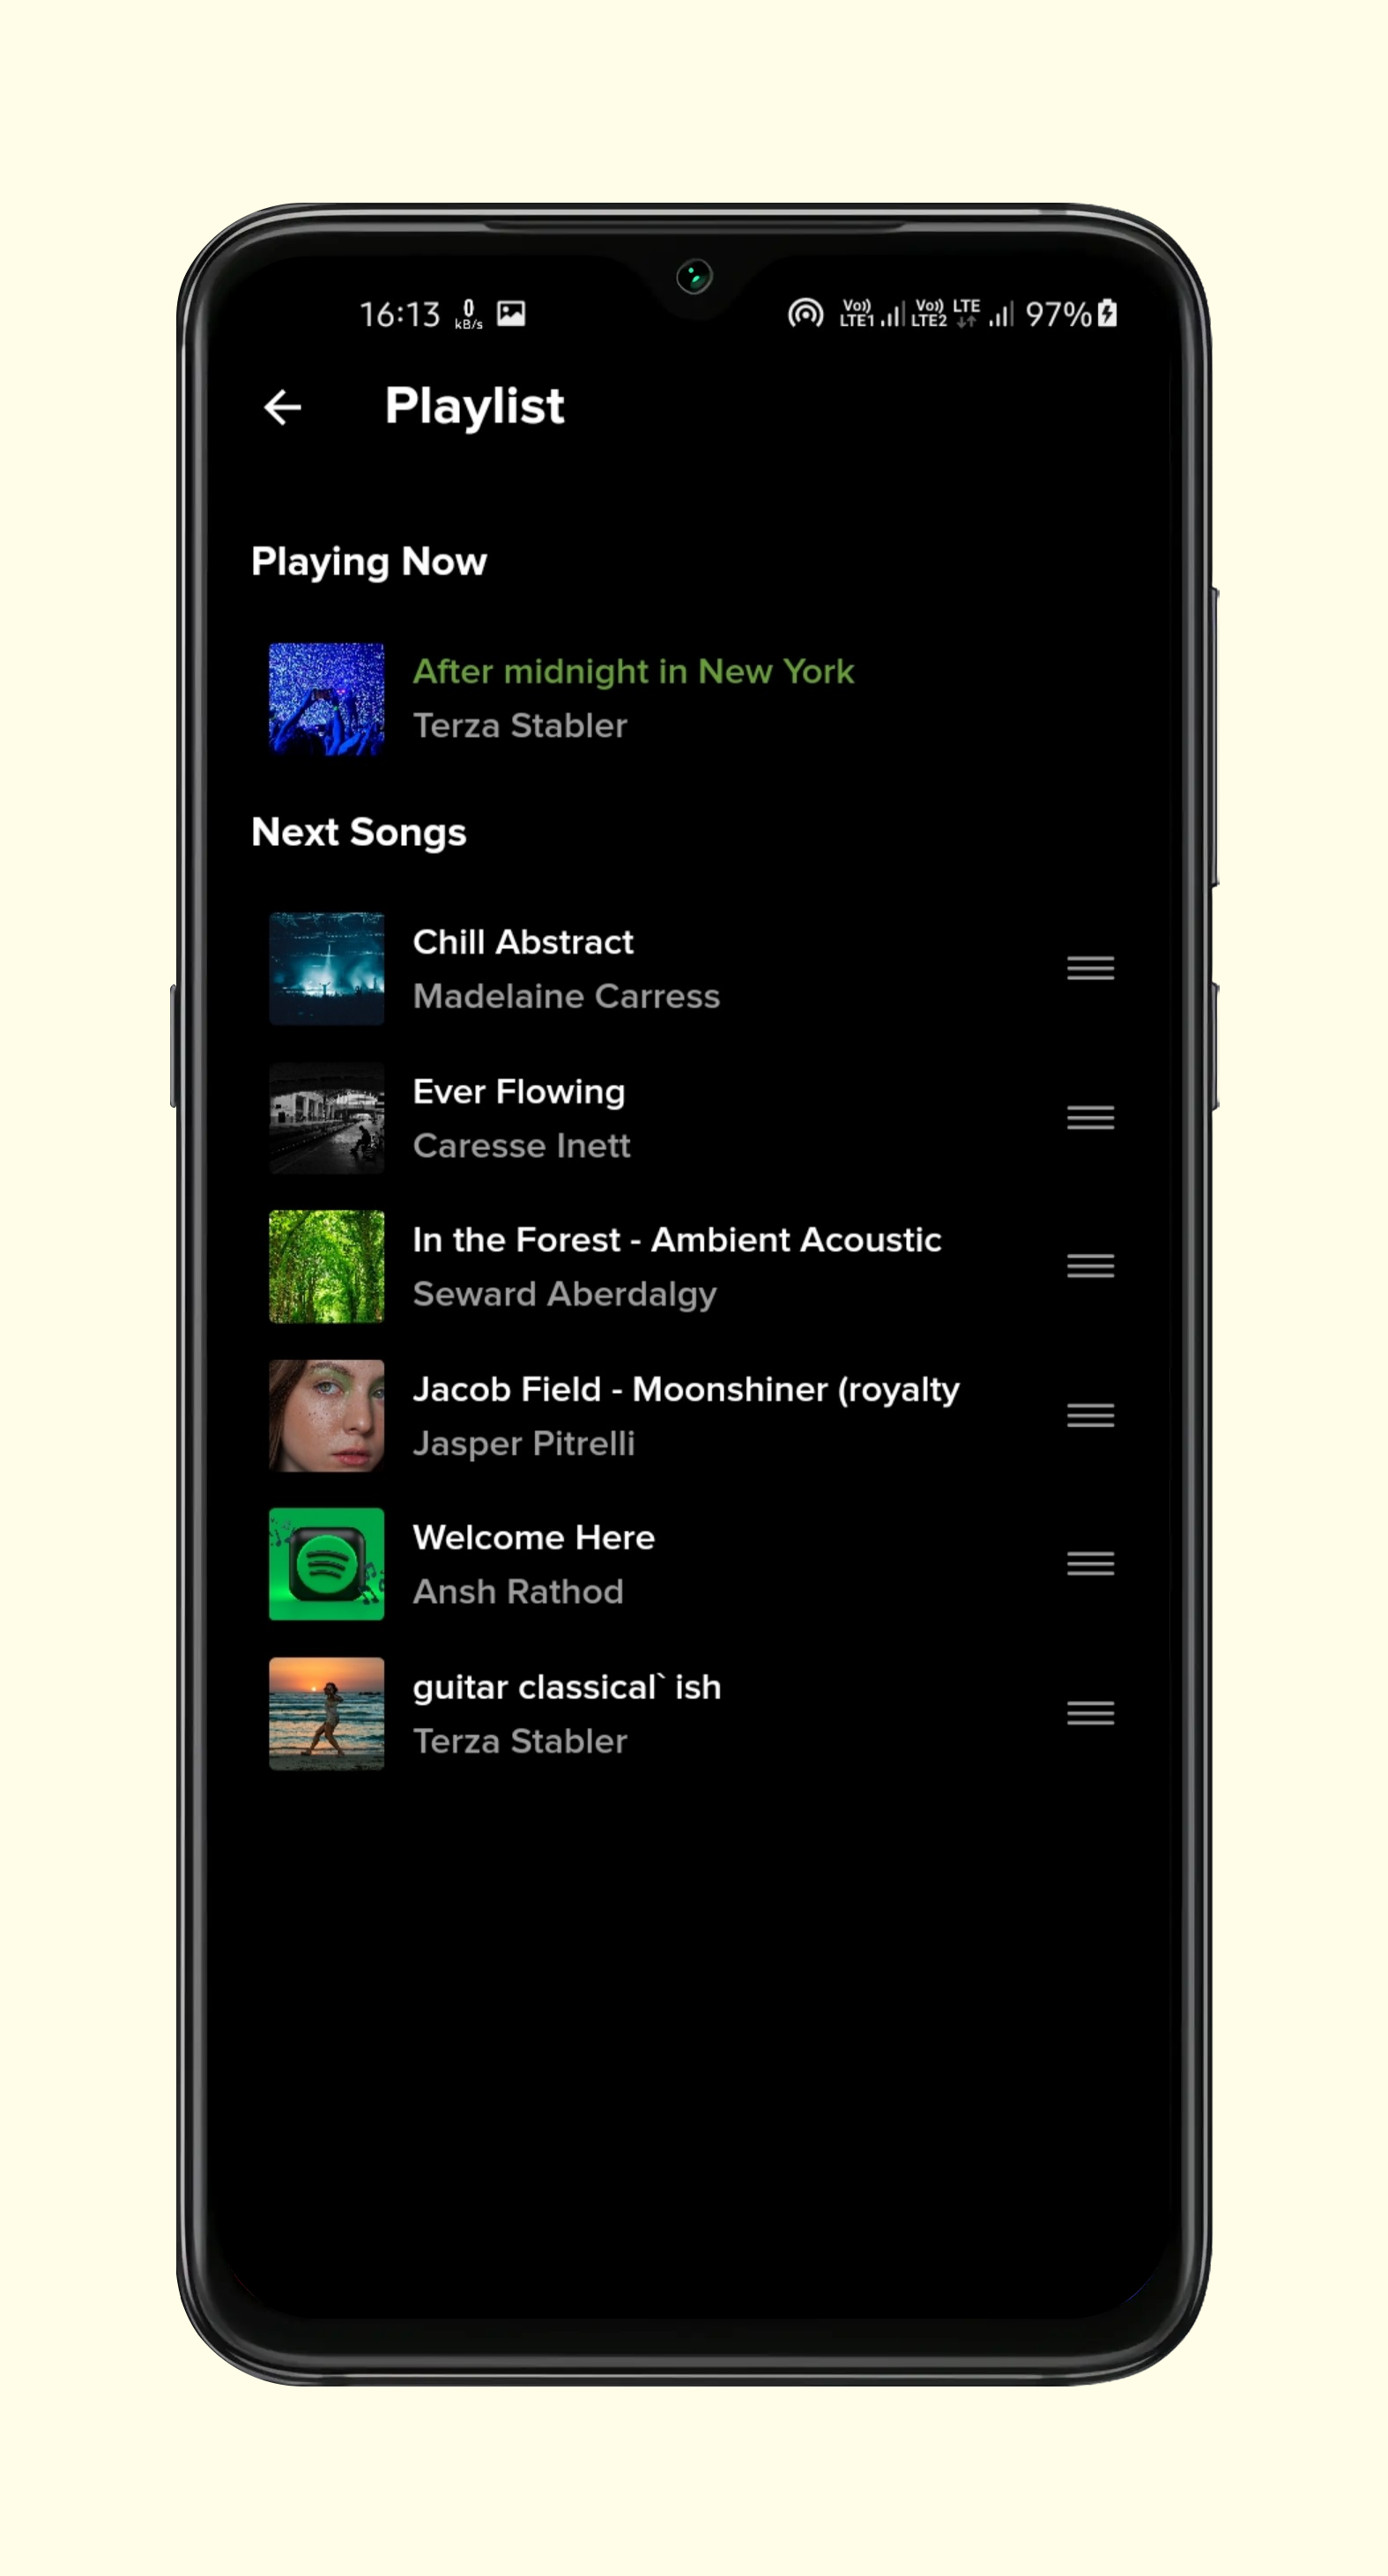 16:13 0 kB/s Vo)) LTE1 Vo)) LTE2 LTE 97%
Playlist
Playing Now
After midnight in New York
Terza Stabler
Next Songs
Chill Abstract
Madelaine Carress
Ever Flowing
Caresse Inett
In the Forest - Ambient Acoustic
Seward Aberdalgy
Jacob Field - Moonshiner (royalty
Jasper Pitrelli
Welcome Here
Ansh Rathod
guitar classical` ish
Terza Stabler